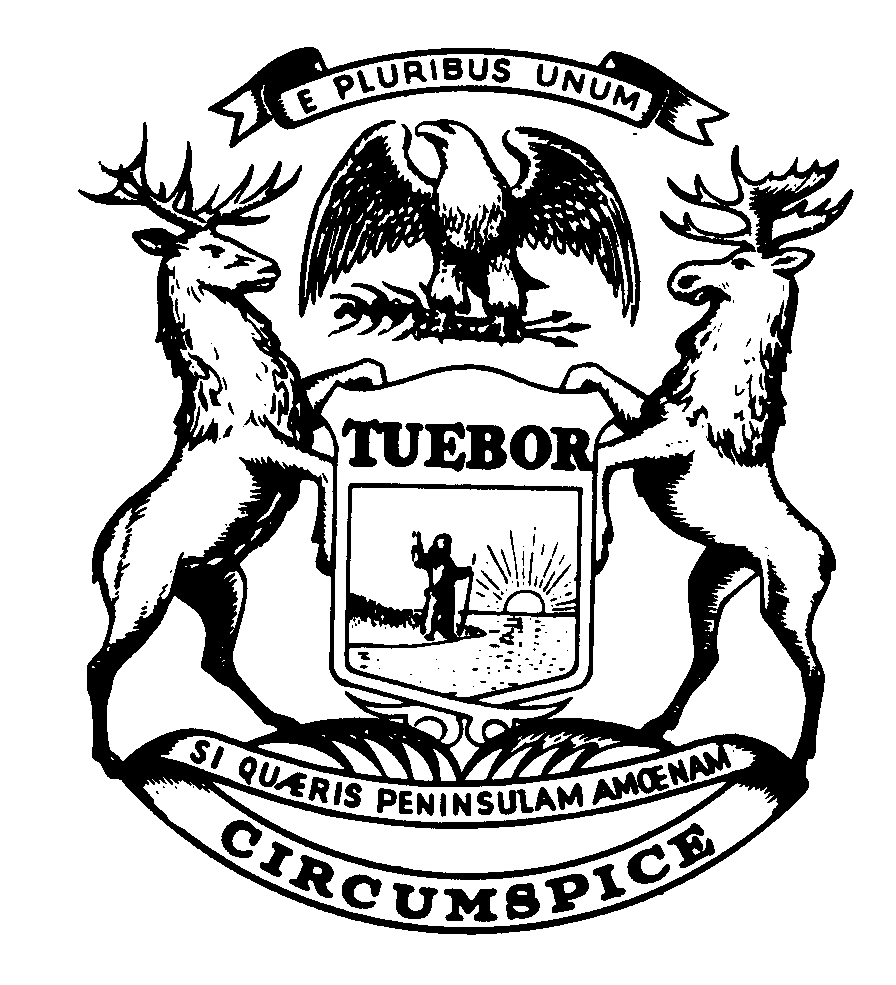 E PLURIBUS UNUM
TUEBOR
SI QUÆRIS PENINSULAM AMŒNAM
CIRCUMSPICE